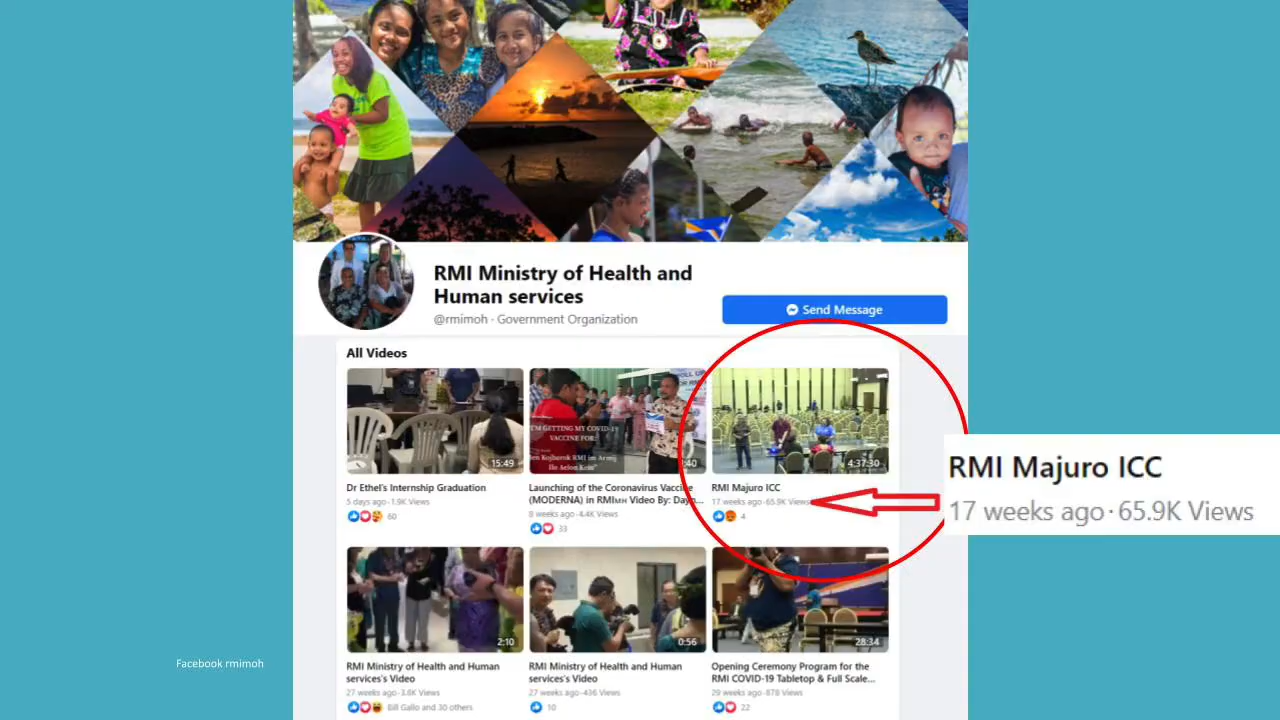 RMI Ministry of Health and
Human services
@rmimoh · Government Organization
Send Message
All Videos
15:49
:40
4:37:30
I'M GETTING MY COVID-19
VACCINE FOR:
Dr Ethel's Internship Graduation
5 days ago · 1.9K Views
60
Launching of the Coronavirus Vaccine
(MODERNA) in RMI
Video By:
8 weeks ago · 4.4K Views
33
RMI Majuro ICC
17 weeks ago · 65.9K Views
4
RMI Majuro ICC
17 weeks ago · 65.9K Views
2:10
0:56
28:34
RMI Ministry of Health and Human
services's Video
27 weeks ago · 3.8K Views
Bill Gallo and 30 others
RMI Ministry of Health and Human
services's Video
27 weeks ago · 436 Views
10
Opening Ceremony Program for the
RMI COVID-19 Tabletop & Full Scale...
29 weeks ago · 878 Views
22
Facebook rmimoh